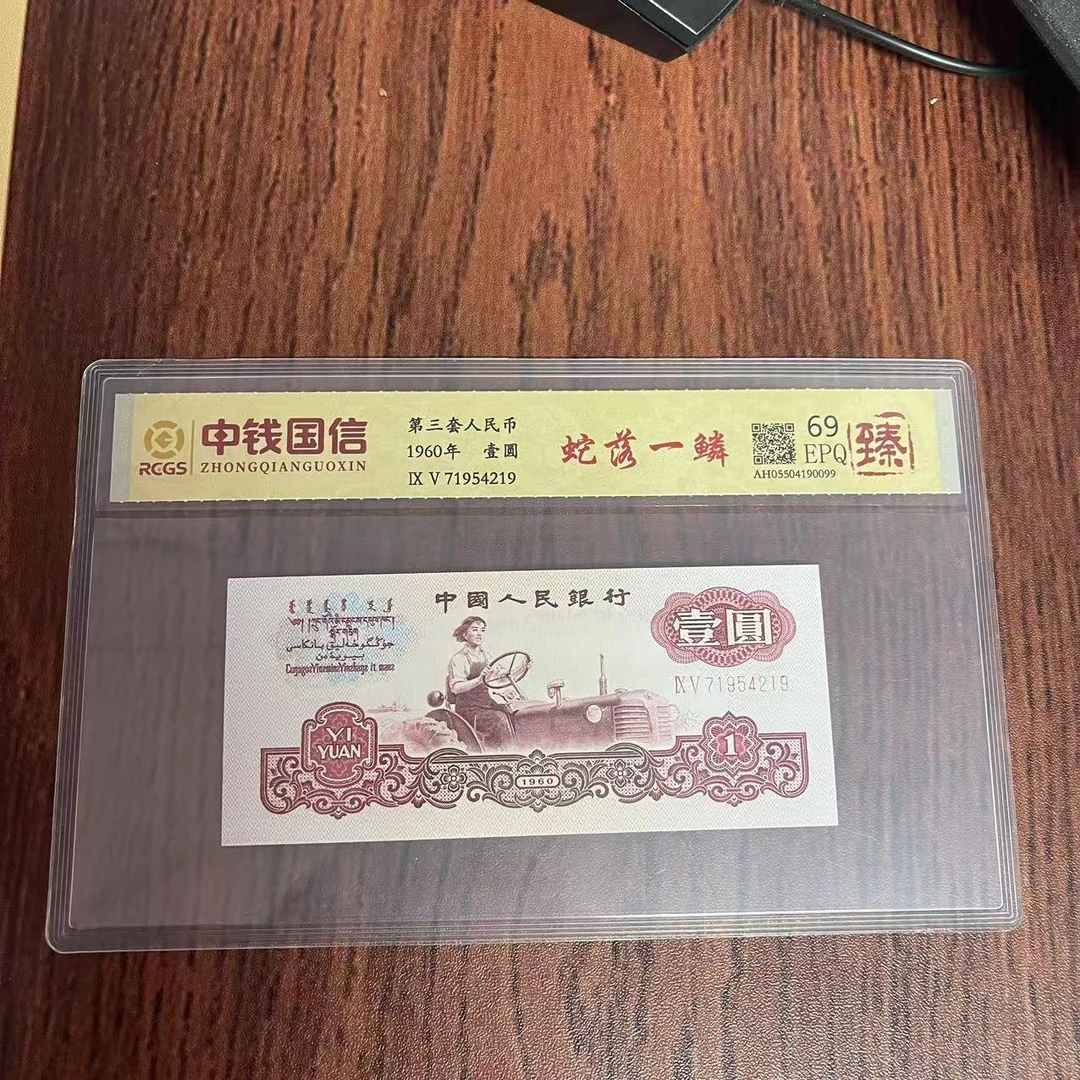 中钱国信
RCGS
ZHONGQIANGUOXIN
第三套人民币
1960年 壹圆
Ⅸ Ⅴ 71954219
蛇落一鳞
69
EPQ
AH05504190099
臻
中國人民銀行
壹圓
Ⅸ Ⅴ 71954219
YI
YUAN
1
1960